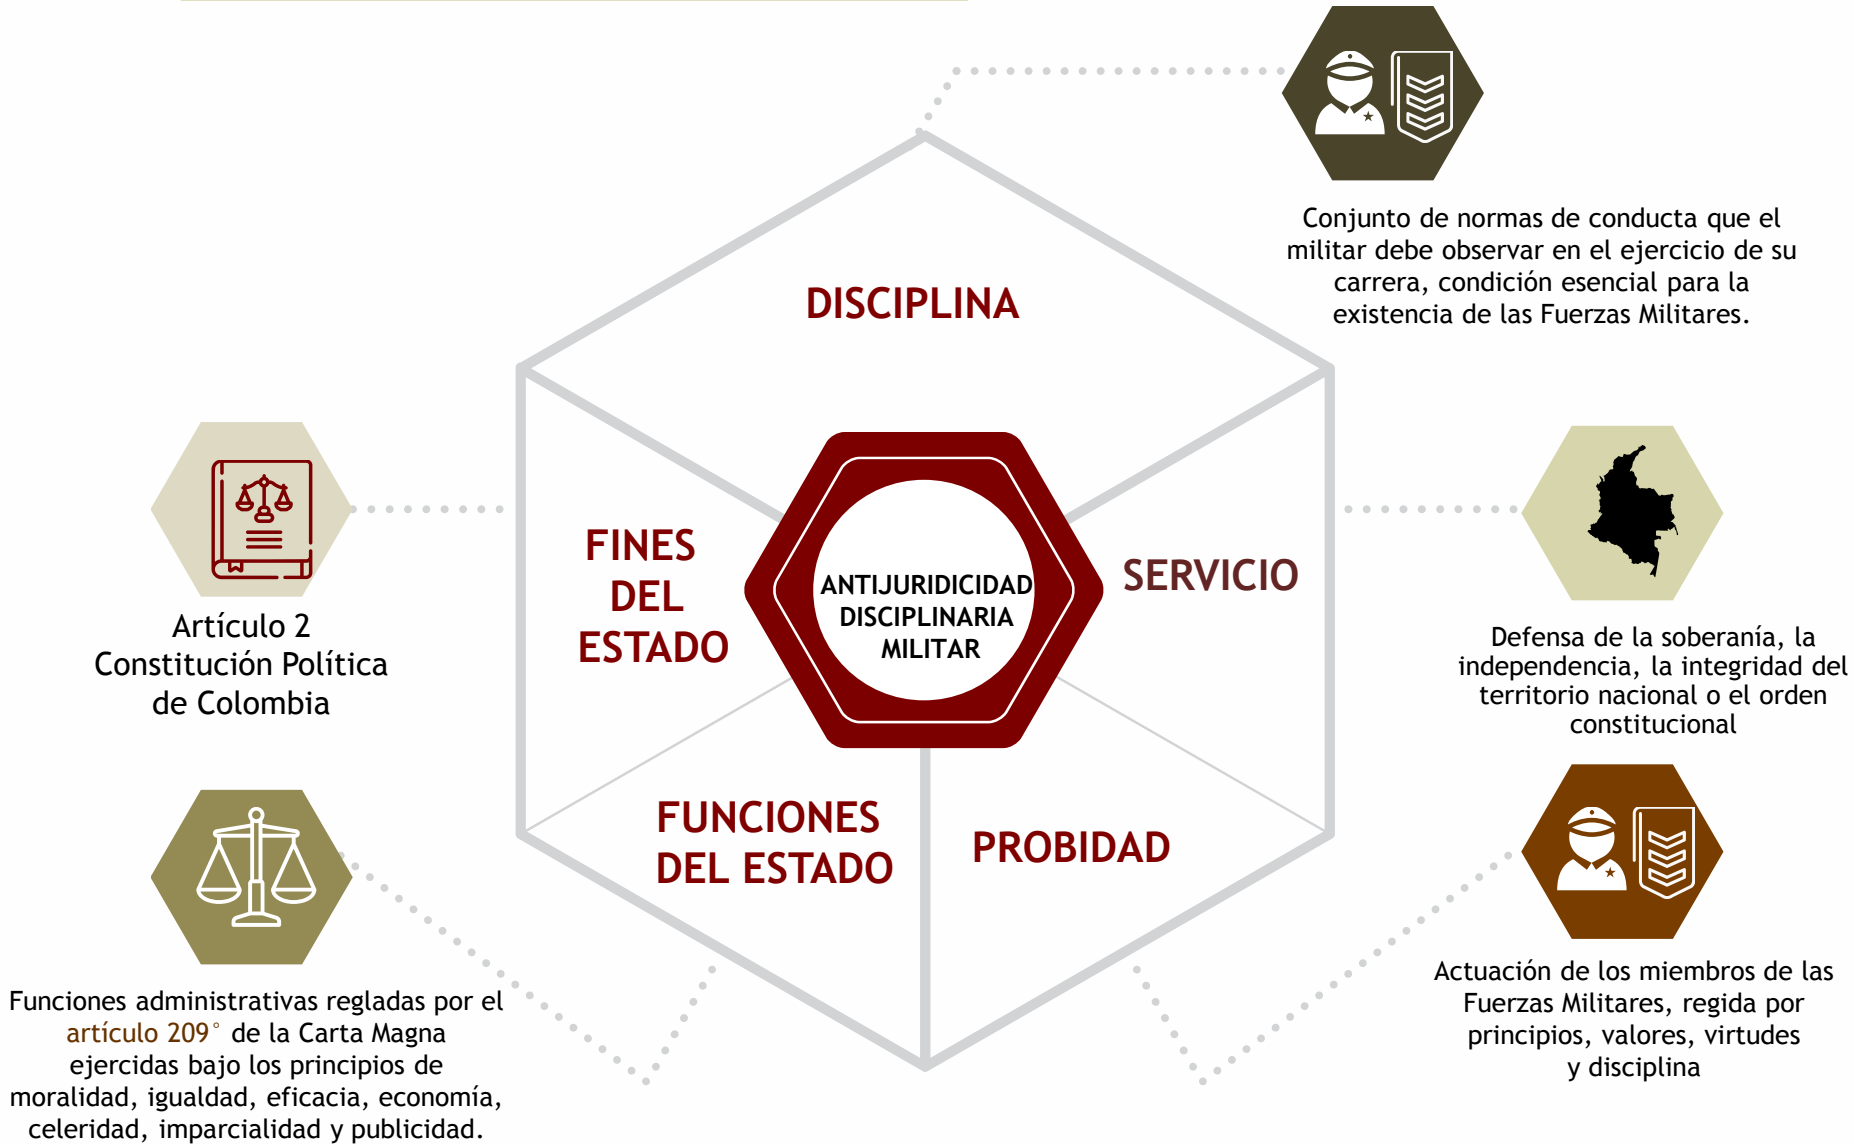 Conjunto de normas de conducta que el
militar debe observar en el ejercicio de su
carrera, condición esencial para la
existencia de las Fuerzas Militares.
DISCIPLINA
FINES
DEL
ESTADO
ANTIJURIDICIDAD
DISCIPLINARIA
MILITAR
SERVICIO
Artículo 2
Constitución Política
de Colombia
Defensa de la soberanía, la
independencia, la integridad del
territorio nacional o el orden
constitucional
FUNCIONES
DEL ESTADO
PROBIDAD
Funciones administrativas regladas por el
artículo 209° de la Carta Magna
ejercidas bajo los principios de
moralidad, igualdad, eficacia, economía,
celeridad, imparcialidad y publicidad.
Actuación de los miembros de las
Fuerzas Militares, regida por
principios, valores, virtudes
y disciplina